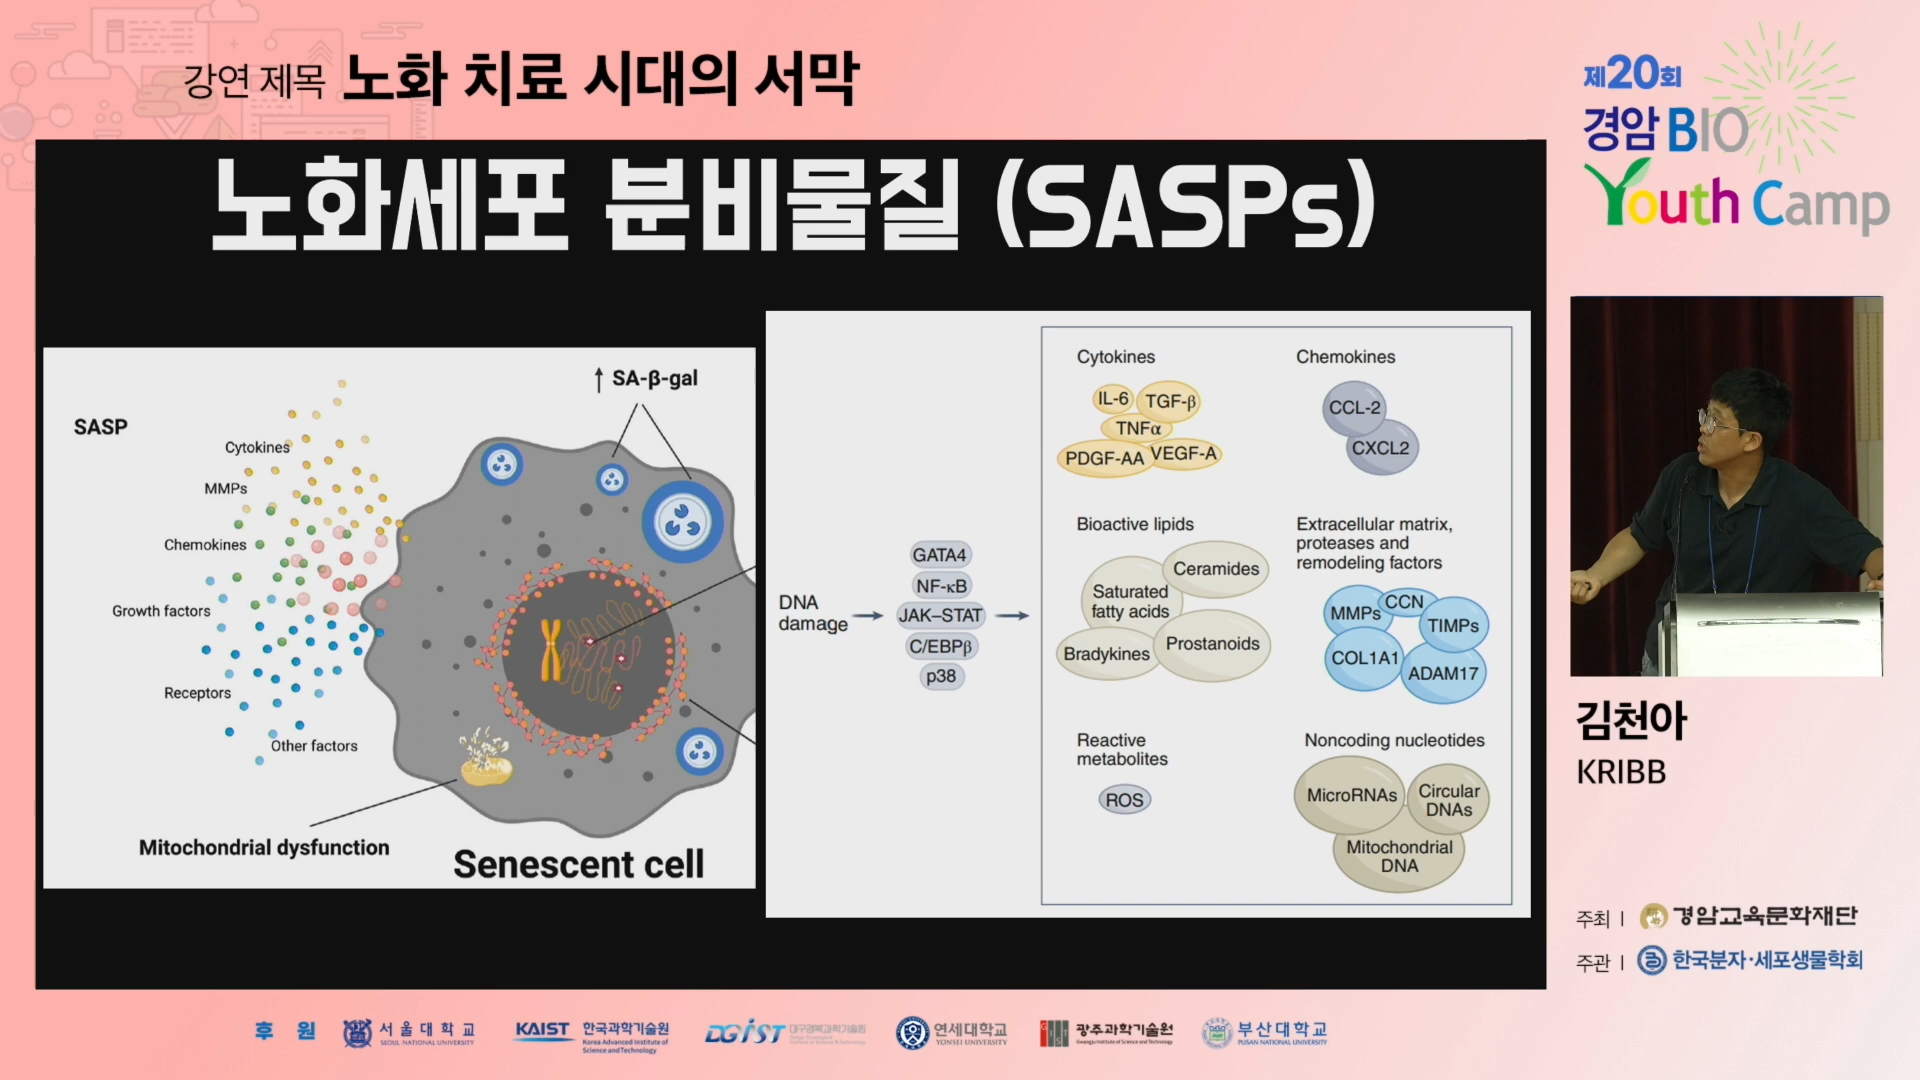 강연 제목 노화 치료 시대의 서막
제20회
경암 BIO
Youth Camp
노화세포 분비물질 (SASPs)
SASP
Cytokines
MMPs
Chemokines
Growth factors
Receptors
Other factors
↑ SA-β-gal
Mitochondrial dysfunction
Senescent cell
DNA
damage
GATA4
NF-κB
JAK–STAT
C/EBPβ
p38
Cytokines
IL-6
TGF-β
TNFα
PDGF-AA
VEGF-A
Chemokines
CCL-2
CXCL2
Bioactive lipids
Ceramides
Saturated
fatty acids
Prostanoids
Bradykines
Extracellular matrix,
proteases and
remodeling factors
MMPs
CCN
TIMPs
COL1A1
ADAM17
Reactive
metabolites
ROS
Noncoding nucleotides
MicroRNAs
Circular
DNAs
Mitochondrial
DNA
김천아
KRIBB
주최 | 경암교육문화재단
주관 | 한국분자·세포생물학회
후 원
서울대학교
SEOUL NATIONAL UNIVERSITY
KAIST 한국과학기술원
Korea Advanced Institute of
Science and Technology
DGIST 대구경북과학기술원
연세대학교
YONSEI UNIVERSITY
광주과학기술원
Gwangju Institute of Science and Technology
부산대학교
PUSAN NATIONAL UNIVERSITY